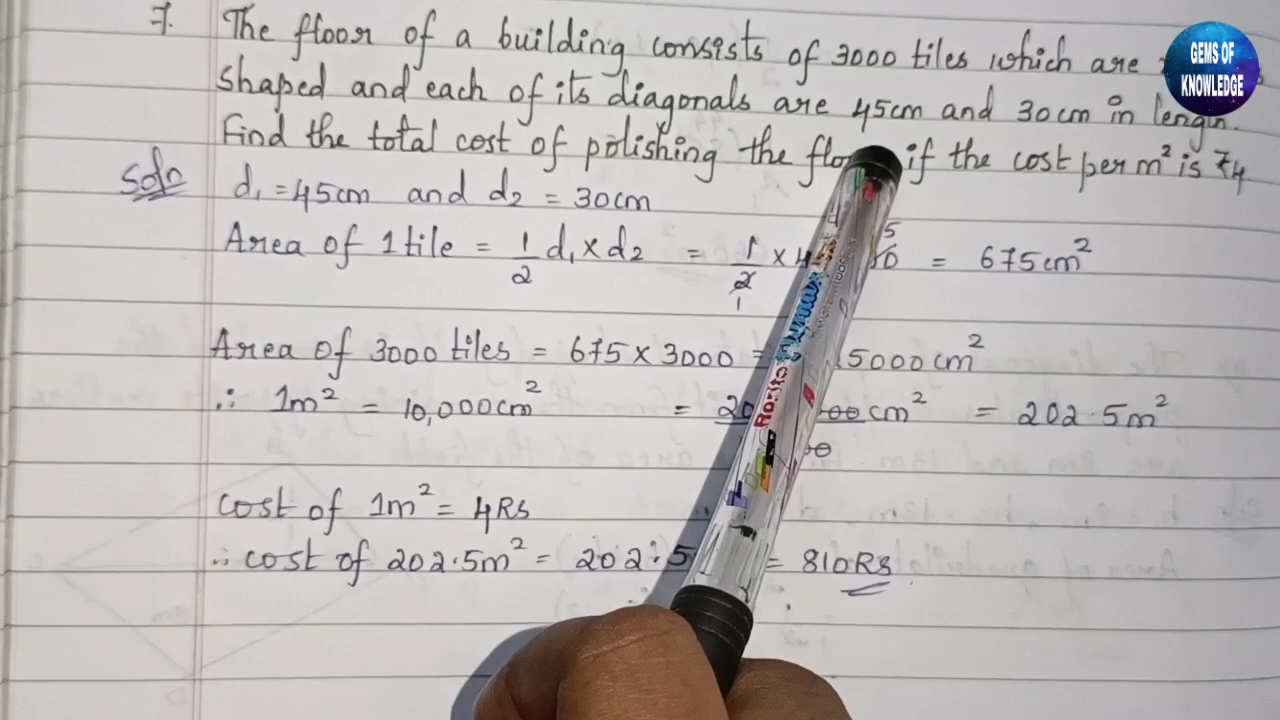 7. The floor of a building consists of 3000 tiles which are
shaped and each of its diagonals are 45cm and 30cm in length.
Find the total cost of polishing the if the cost per m² is ₹4
Soln d₁ = 45cm and d₂ = 30cm
Area of 1 tile = 1/2 d₁ × d₂ = 1/2 × = 675cm²
Area of 3000 tiles = 675 × 3000 = 5000cm²
∴ 1m² = 10,000cm² = cm² = 202.5m²
Cost of 1m² = 4Rs
∴ cost of 202.5m² = 202.5 = 810Rs
GEMS OF
KNOWLEDGE
Rorito